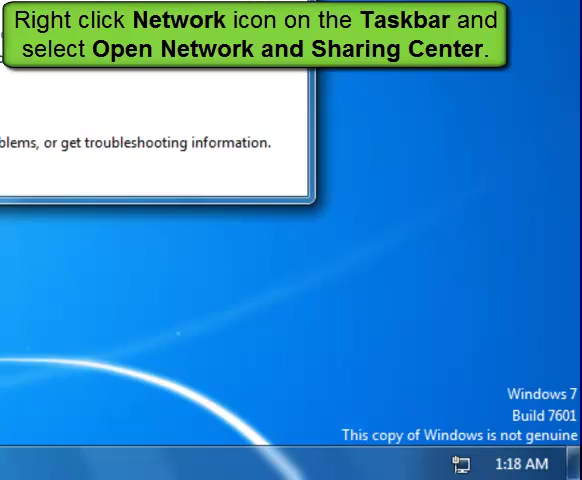 Right click Network icon on the Taskbar and
select Open Network and Sharing Center.
blems, or get troubleshooting information.
Windows 7
Build 7601
This copy of Windows is not genuine
1:18 AM